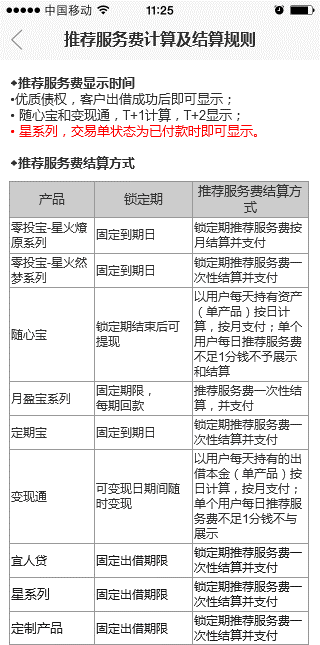 中国移动 11:25
推荐服务费计算及结算规则
◆推荐服务费显示时间
•优质债权，客户出借成功后即可显示；
• 随心宝和变现通，T+1计算，T+2显示；
• 星系列，交易单状态为已付款时即可显示。
◆推荐服务费结算方式
产品 锁定期 推荐服务费结算方
式
零投宝-星火燎
原系列
固定到期日
锁定期推荐服务费按
月结算并支付
零投宝-星火然
梦系列
固定到期日
锁定期推荐服务费一
次性结算并支付
随心宝
锁定期结束后可
提现
以用户每天持有资产
（单产品）按日计
算，按月支付；单个
用户每日推荐服务费
不足1分钱不予展示
和结算
月盈宝系列
固定期限，
每期回款
推荐服务费一次性结
算，并支付
定期宝
固定到期日
锁定期推荐服务费一
次性结算并支付
变现通
可变现日期间随
时变现
以用户每天持有的出
借本金（单产品）按
日计算，按月支付；
单个用户每日推荐服
务费不足1分钱不与
展示
宜人贷
固定出借期限
锁定期推荐服务费一
次性结算并支付
星系列
固定出借期限
锁定期推荐服务费一
次性结算并支付
定制产品
固定出借期限
锁定期推荐服务费一
次性结算并支付